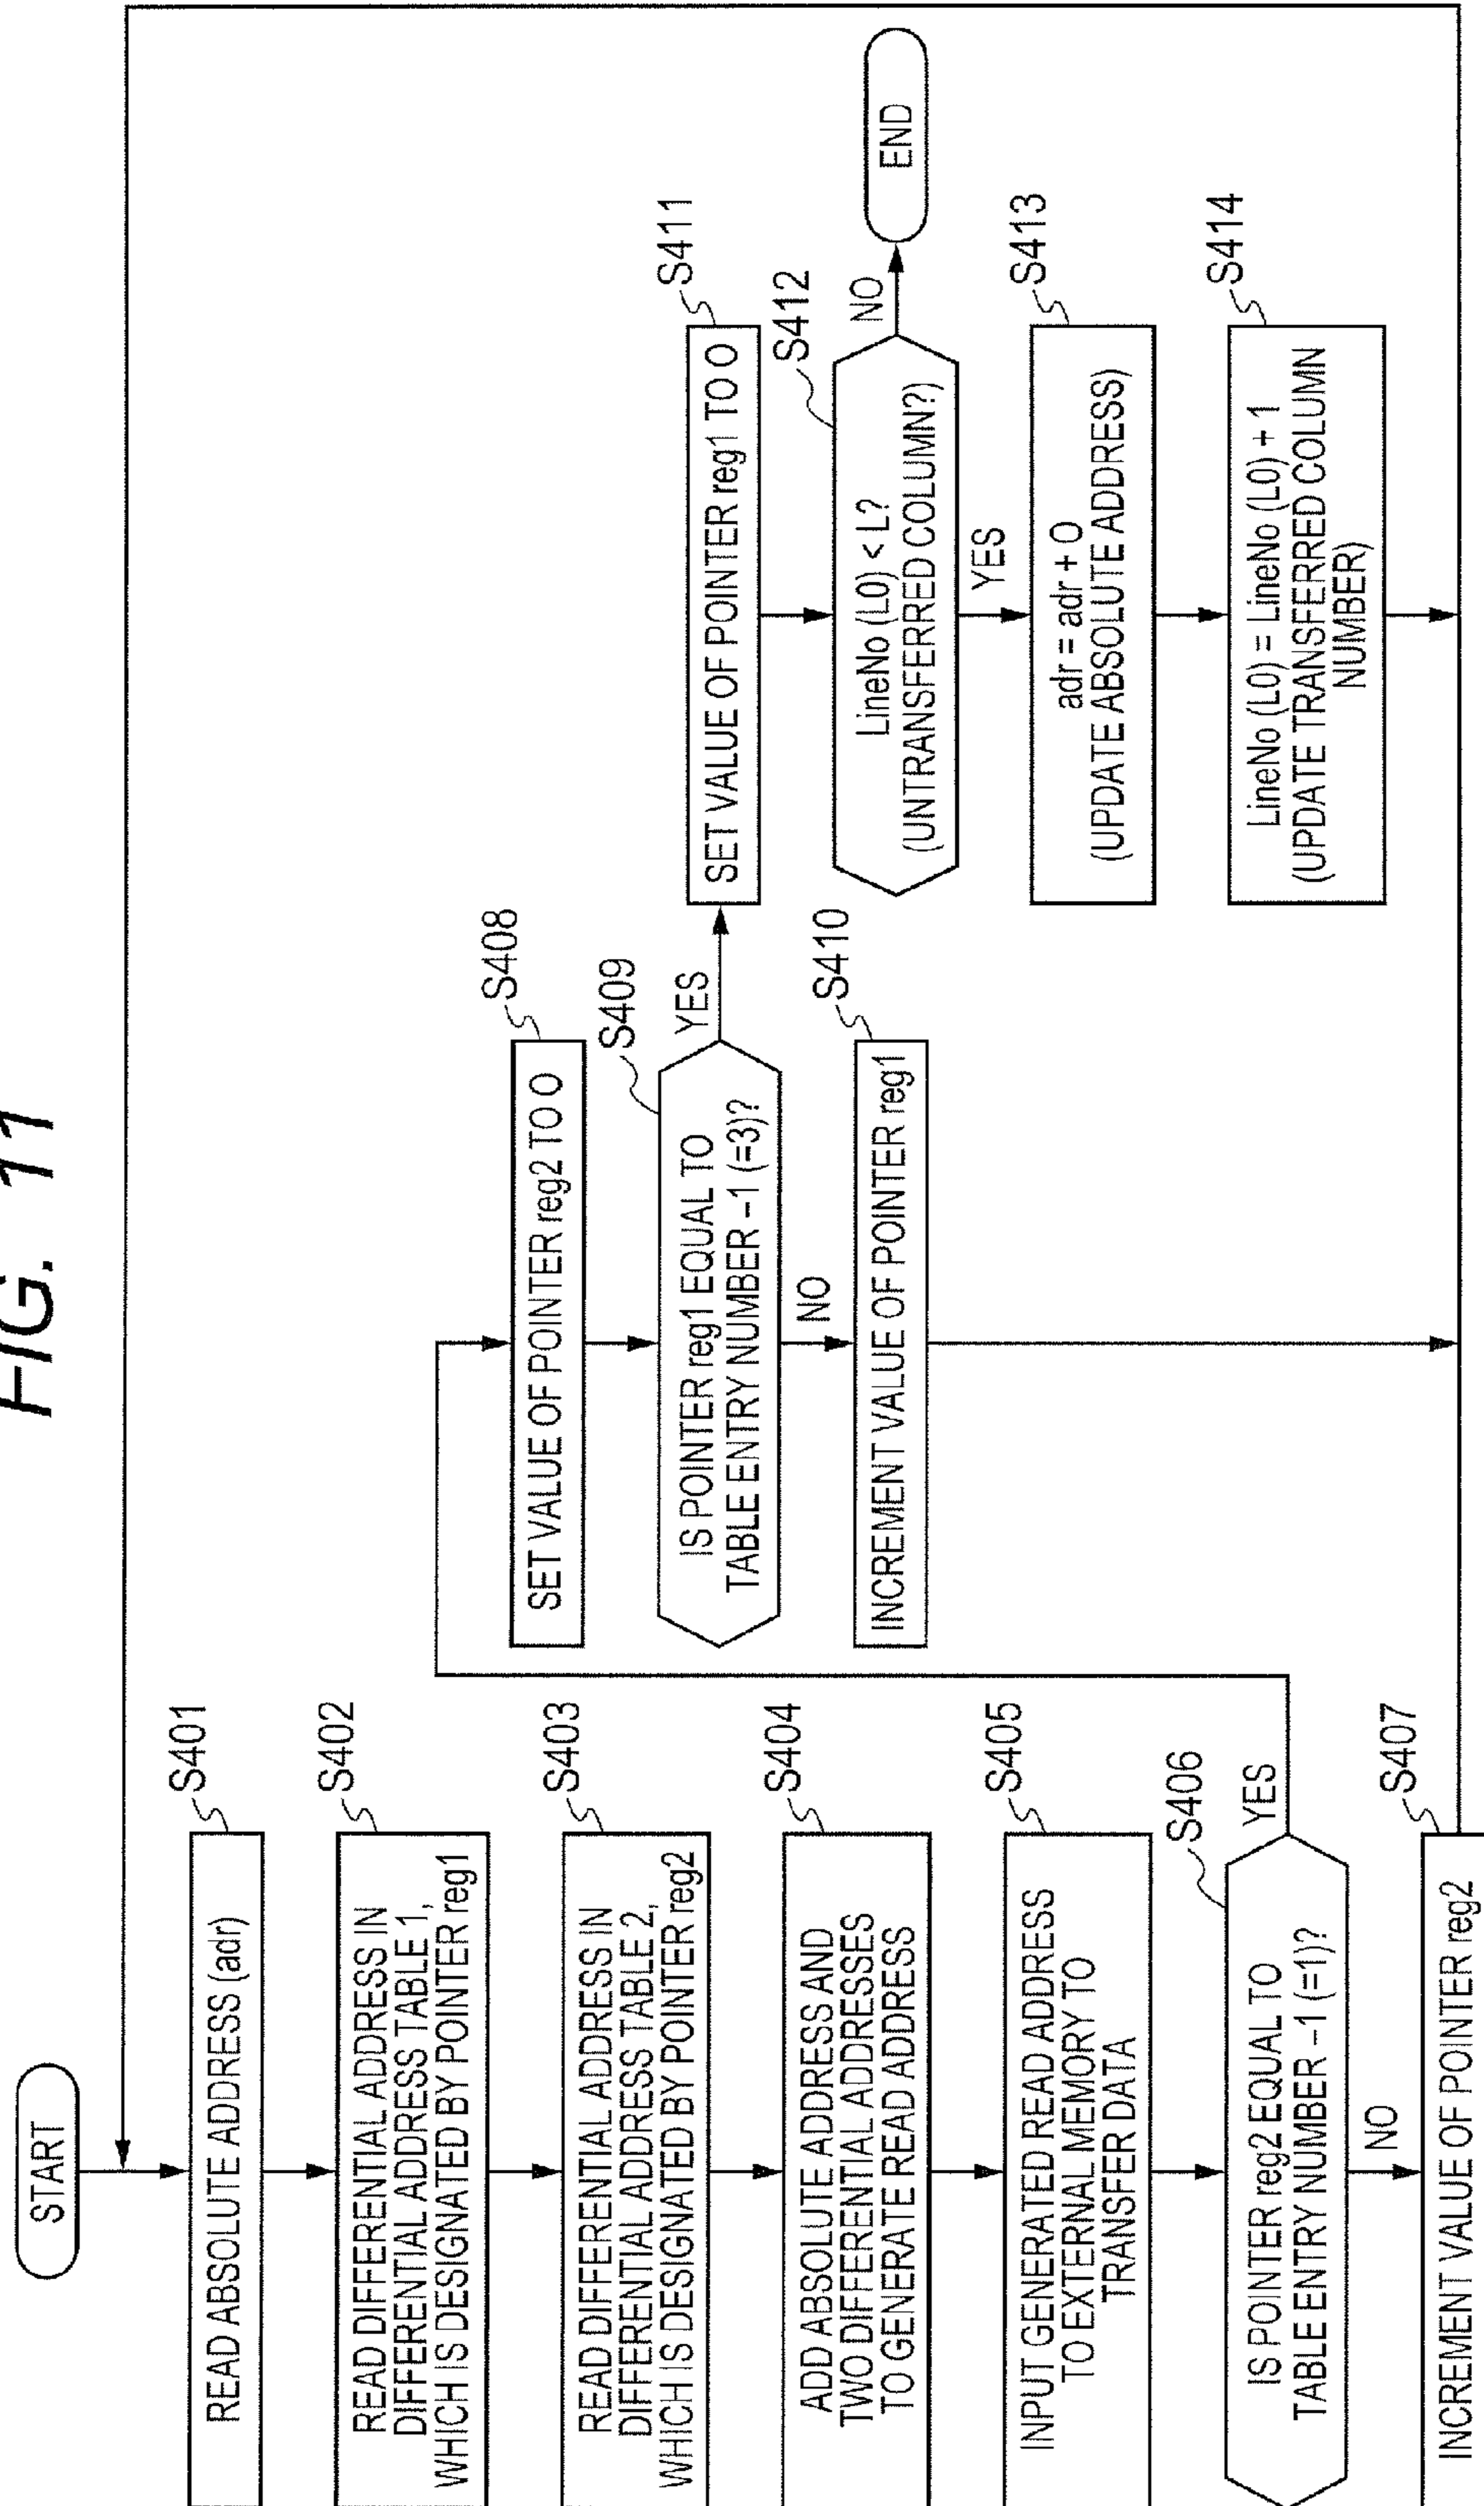 FIG. 11
START
S401
READ ABSOLUTE ADDRESS (adr)
S402
READ DIFFERENTIAL ADDRESS IN
DIFFERENTIAL ADDRESS TABLE 1,
WHICH IS DESIGNATED BY POINTER reg1
S403
READ DIFFERENTIAL ADDRESS IN
DIFFERENTIAL ADDRESS TABLE 2,
WHICH IS DESIGNATED BY POINTER reg2
S404
ADD ABSOLUTE ADDRESS AND
TWO DIFFERENTIAL ADDRESSES
TO GENERATE READ ADDRESS
S405
INPUT GENERATED READ ADDRESS
TO EXTERNAL MEMORY TO
TRANSFER DATA
S406
IS POINTER reg2 EQUAL TO
TABLE ENTRY NUMBER –1 (=1)?
YES
NO
S407
INCREMENT VALUE OF POINTER reg2
S408
SET VALUE OF POINTER reg2 TO 0
S409
IS POINTER reg1 EQUAL TO
TABLE ENTRY NUMBER –1 (=3)?
YES
NO
S410
INCREMENT VALUE OF POINTER reg1
S411
SET VALUE OF POINTER reg1 TO 0
S412
LineNo (L0) < L?
(UNTRANSFERRED COLUMN?)
NO
END
YES
S413
adr = adr + O
(UPDATE ABSOLUTE ADDRESS)
S414
LineNo (L0) = LineNo (L0) + 1
(UPDATE TRANSFERRED COLUMN
NUMBER)